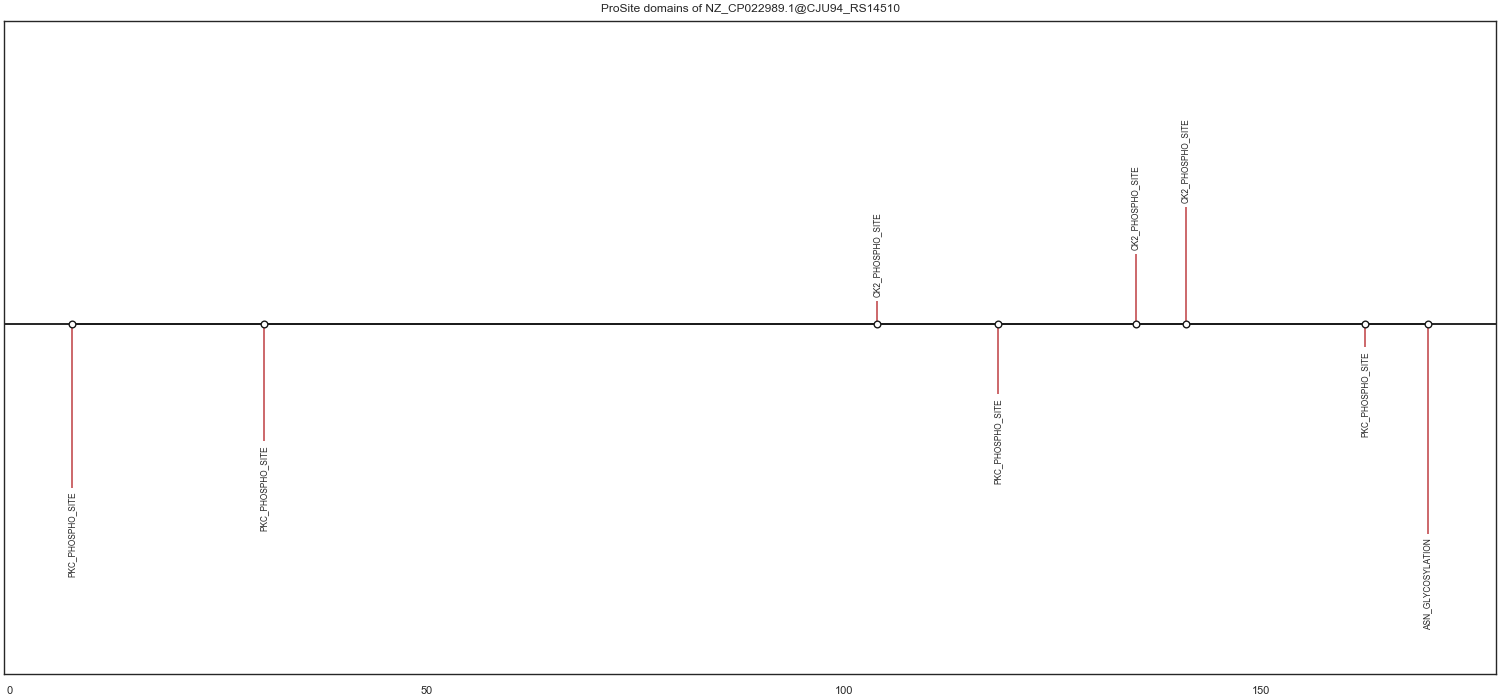 ProSite domains of NZ_CP022989.1@CJU94_RS14510
CK2_PHOSPHO_SITE
CK2_PHOSPHO_SITE
CK2_PHOSPHO_SITE
PKC_PHOSPHO_SITE
PKC_PHOSPHO_SITE
PKC_PHOSPHO_SITE
PKC_PHOSPHO_SITE
ASN_GLYCOSYLATION
0 50 100 150